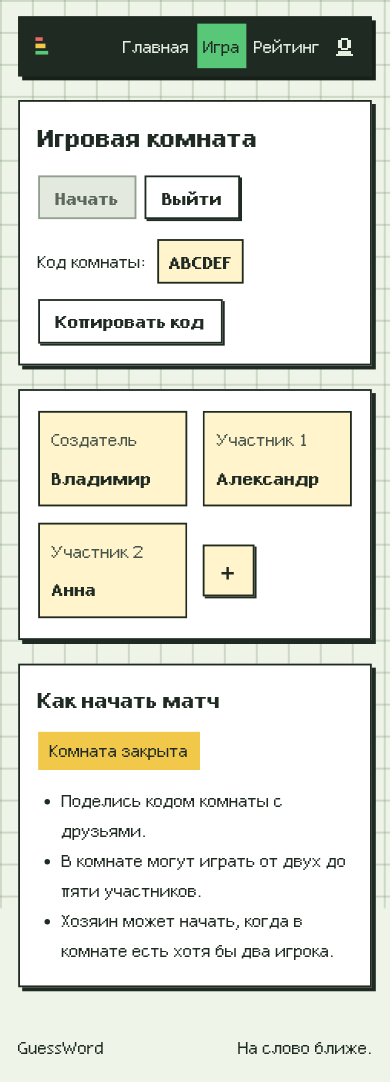 Главная Игра Рейтинг
Игровая комната
Начать Выйти
Код комнаты: ABCDEF
Копировать код
Создатель
Владимир
Участник 1
Александр
Участник 2
Анна
+
Как начать матч
Комната закрыта
• Поделись кодом комнаты с
друзьями.
• В комнате могут играть от двух до
пяти участников.
• Хозяин может начать, когда в
комнате есть хотя бы два игрока.
GuessWord На слово ближе.